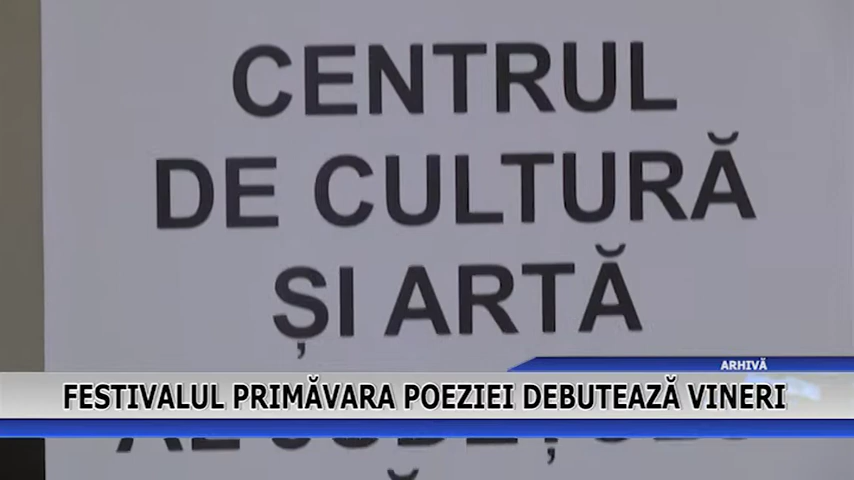 CENTRUL
DE CULTURĂ
ȘI ARTĂ
ARHIVĂ
FESTIVALUL PRIMĂVARA POEZIEI DEBUTEAZĂ VINERI